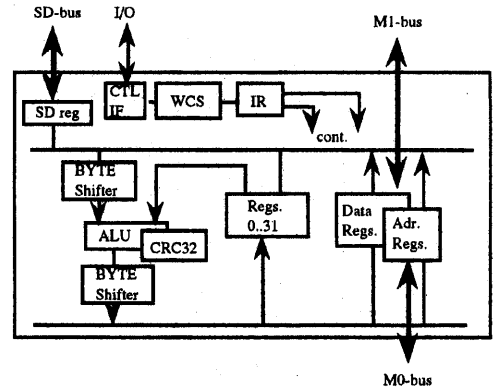 SD-bus
I/O
M1-bus
CTL
IF
WCS
IR
SD reg
cont.
BYTE
Shifter
Regs.
0..31
Data
Regs.
Adr.
Regs.
ALU
CRC32
BYTE
Shifter
M0-bus